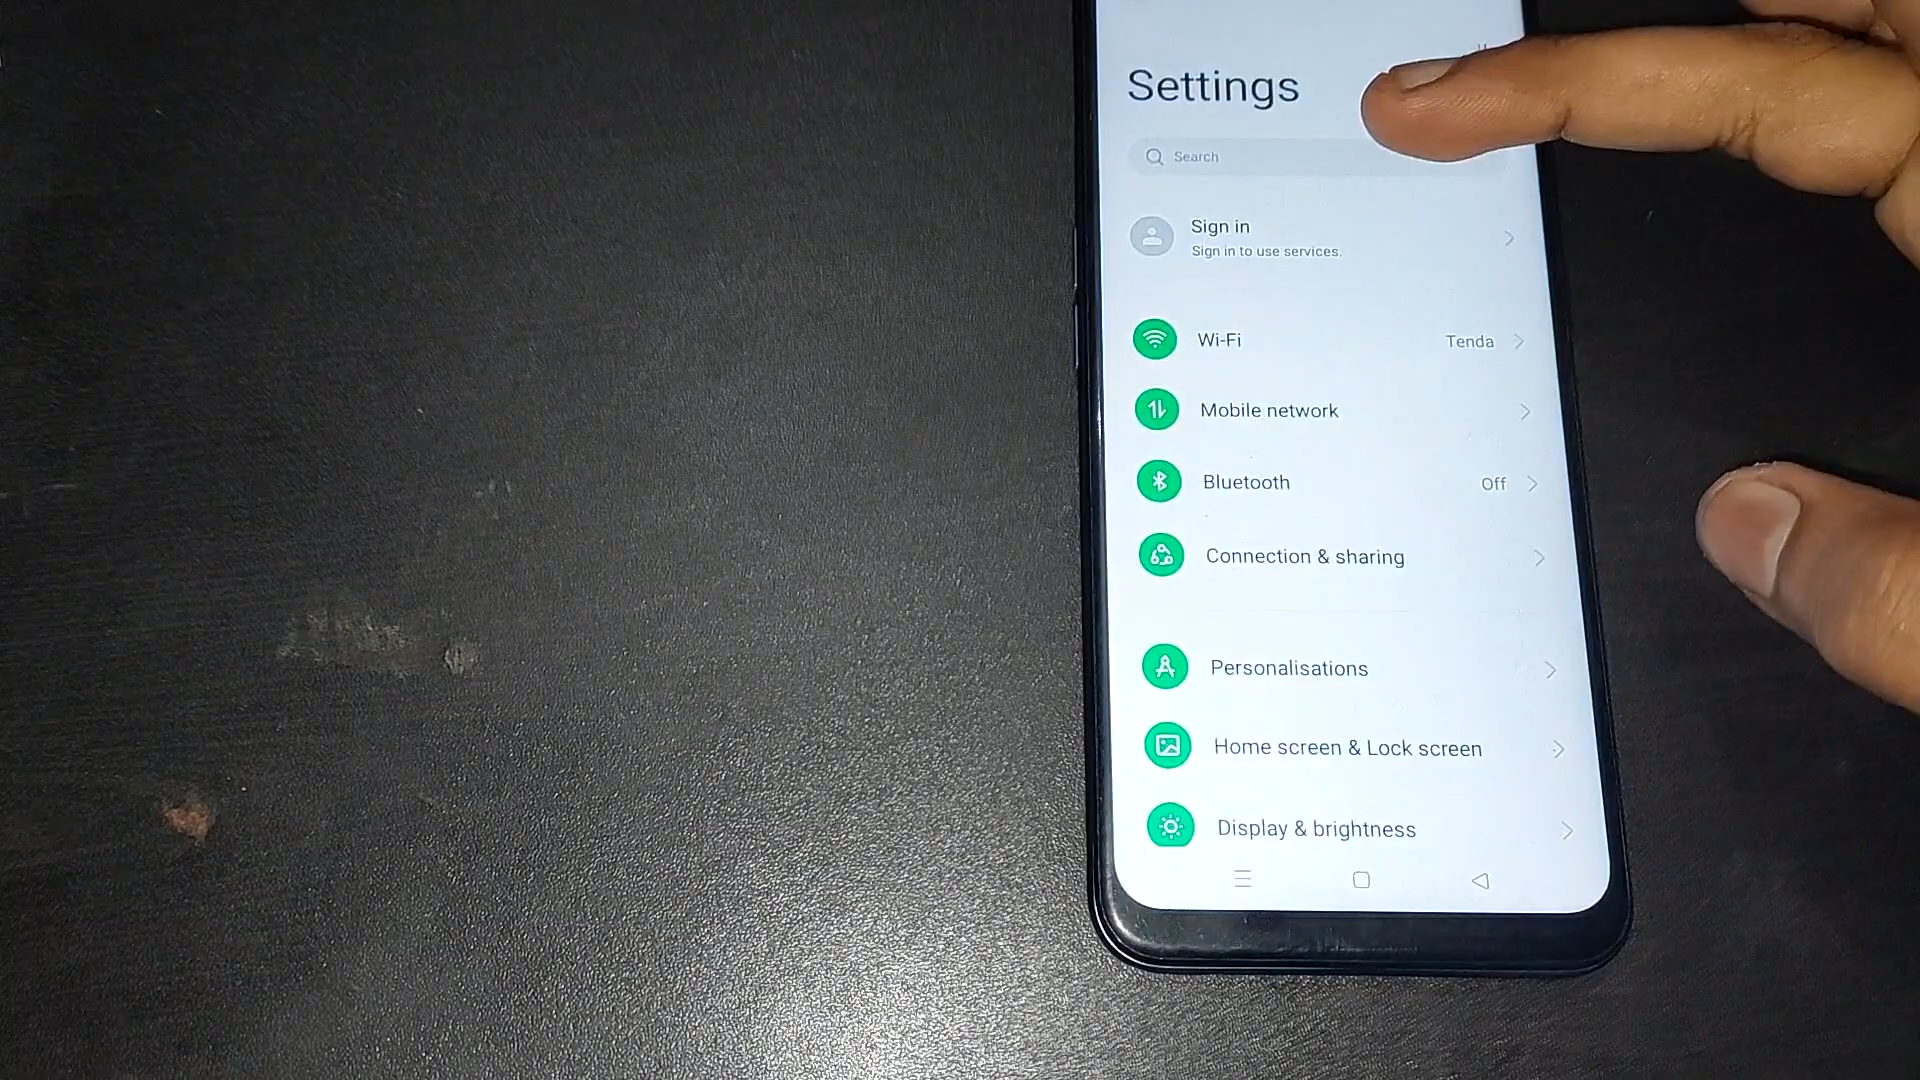 Settings
Search
Sign in
Sign in to use services.
Wi-Fi Tenda
Mobile network
Bluetooth Off
Connection & sharing
Personalisations
Home screen & Lock screen
Display & brightness